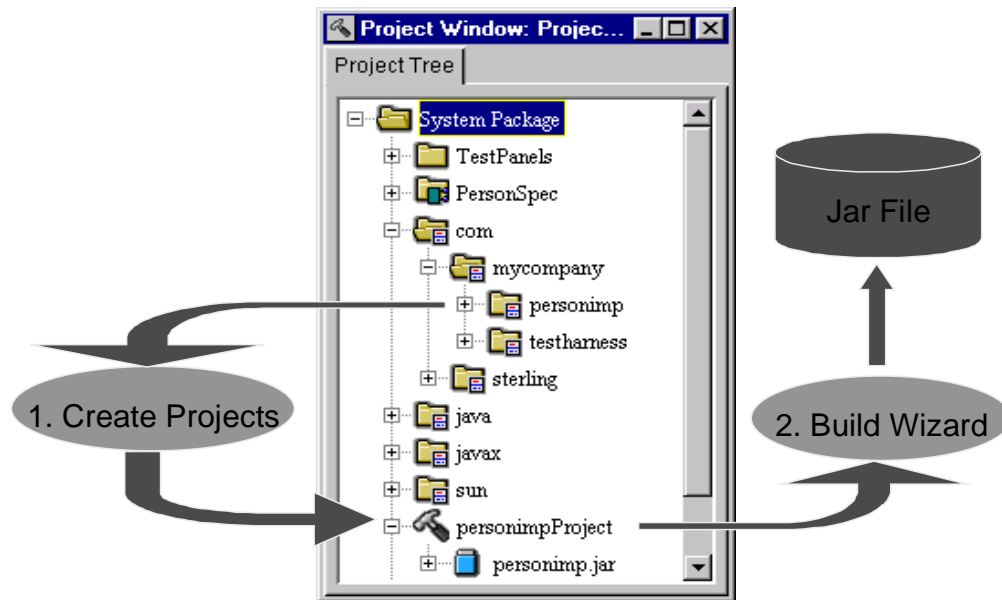 Project Window: Projec...
Project Tree
System Package
TestPanels
PersonSpec
com
mycompany
personimp
testharness
sterling
java
javax
sun
personimpProject
personimp.jar
1. Create Projects
2. Build Wizard
Jar File